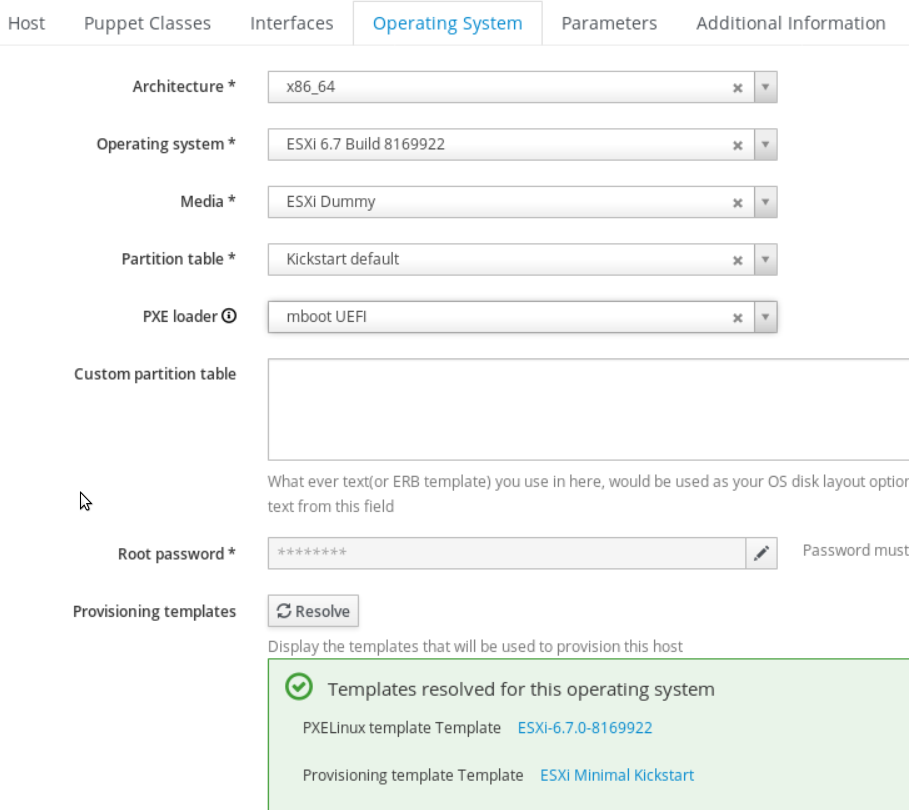 Host Puppet Classes Interfaces Operating System Parameters Additional Information
Architecture * x86_64
Operating system * ESXi 6.7 Build 8169922
Media * ESXi Dummy
Partition table * Kickstart default
PXE loader mboot UEFI
Custom partition table
What ever text(or ERB template) you use in here, would be used as your OS disk layout option
text from this field
Root password * ******** Password must
Provisioning templates Resolve
Display the templates that will be used to provision this host
Templates resolved for this operating system
PXELinux template Template ESXi-6.7.0-8169922
Provisioning template Template ESXi Minimal Kickstart